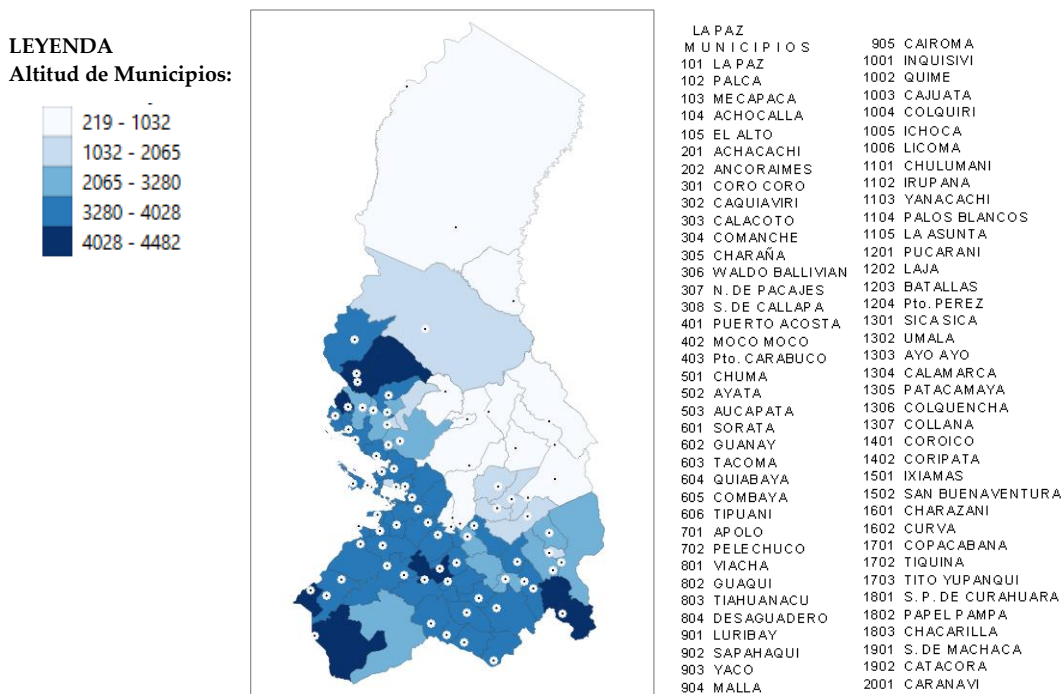 LEYENDA
Altitud de Municipios:
219 - 1032
1032 - 2065
2065 - 3280
3280 - 4028
4028 - 4482
LA PAZ
MUNICIPIOS
101 LA PAZ
102 PALCA
103 MECAPACA
104 ACHOCALLA
105 EL ALTO
201 ACHACACHI
202 ANCORAIMES
301 CORO CORO
302 CAQUIAVIRI
303 CALACOTO
304 COMANCHE
305 CHARAÑA
306 WALDO BALLIVIAN
307 N. DE PACAJES
308 S. DE CALLAPA
401 PUERTO ACOSTA
402 MOCO MOCO
403 Pto. CARABUCO
501 CHUMA
502 AYATA
503 AUCAPATA
601 SORATA
602 GUANAY
603 TACOMA
604 QUIABAYA
605 COMBAYA
606 TIPUANI
701 APOLO
702 PELECHUCO
801 VIACHA
802 GUAQUI
803 TIAHUANACU
804 DESAGUADERO
901 LURIBAY
902 SAPAHAQUI
903 YACO
904 MALLA
905 CAIROMA
1001 INQUISIVI
1002 QUIME
1003 CAJUATA
1004 COLQUIRI
1005 ICHOCA
1006 LICOMA
1101 CHULUMANI
1102 IRUPANA
1103 YANACACHI
1104 PALOS BLANCOS
1105 LA ASUNTA
1201 PUCARANI
1202 LAJA
1203 BATALLAS
1204 Pto. PEREZ
1301 SICA SICA
1302 UMALA
1303 AYO AYO
1304 CALAMARCA
1305 PATACAMAYA
1306 COLQUENCHA
1307 COLLANA
1401 COROICO
1402 CORIPATA
1501 IXIAMAS
1502 SAN BUENAVENTURA
1601 CHARAZANI
1602 CURVA
1701 COPACABANA
1702 TIQUINA
1703 TITO YUPANQUI
1801 S.P. DE CURAHUARA
1802 PAPEL PAMPA
1803 CHACARILLA
1901 S. DE MACHACA
1902 CATACORA
2001 CARANAVI